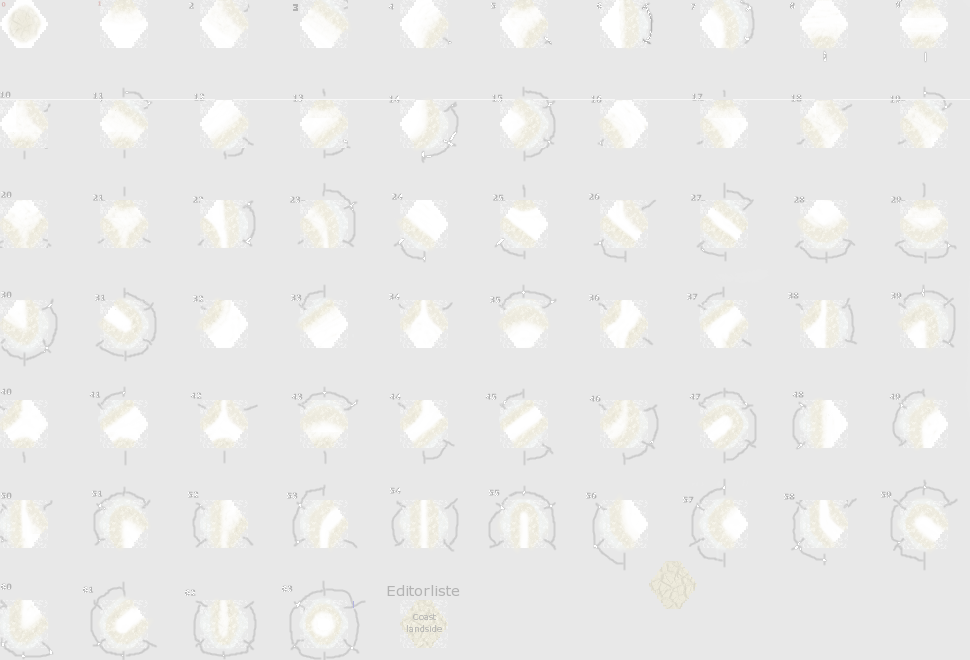 0 1 2 3 4 5 6 7 8 9
10 11 12 13 14 15 16 17 18 19
20 21 22 23 24 25 26 27 28 29
30 31 32 33 34 35 36 37 38 39
40 41 42 43 44 45 46 47 48 49
50 51 52 53 54 55 56 57 58 59
60 61 62 63 Editorliste
Coast
landside